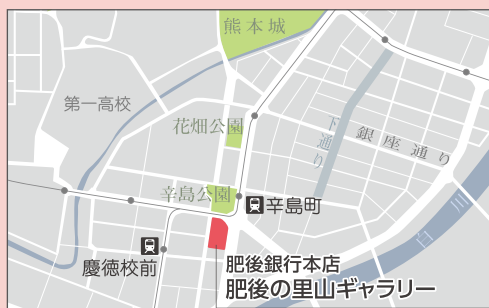 熊本城
第一高校
花畑公園
下通り
銀座通り
辛島公園
辛島町
白川
慶徳校前
肥後銀行本店
肥後の里山ギャラリー